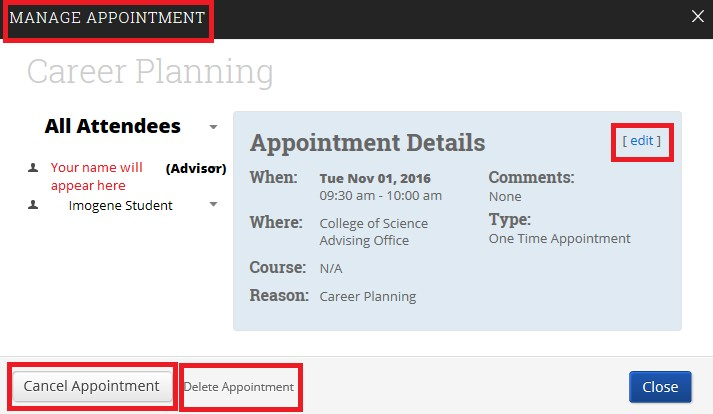 MANAGE APPOINTMENT
Career Planning
All Attendees
Your name will
appear here
(Advisor)
Imogene Student
Appointment Details
[ edit ]
When: Tue Nov 01, 2016
09:30 am - 10:00 am
Where: College of Science
Advising Office
Course: N/A
Reason: Career Planning
Comments:
None
Type:
One Time Appointment
Cancel Appointment
Delete Appointment
Close